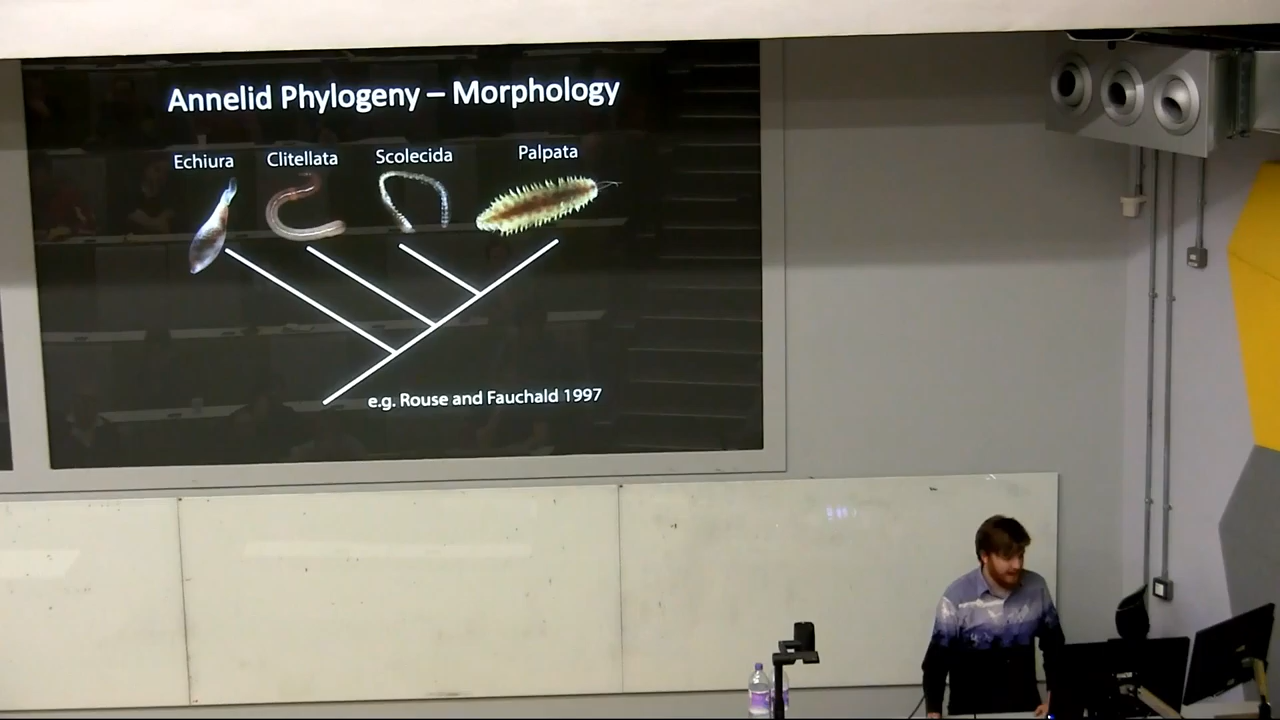 Annelid Phylogeny – Morphology
Echiura Clitellata Scolecida Palpata
e.g. Rouse and Fauchald 1997